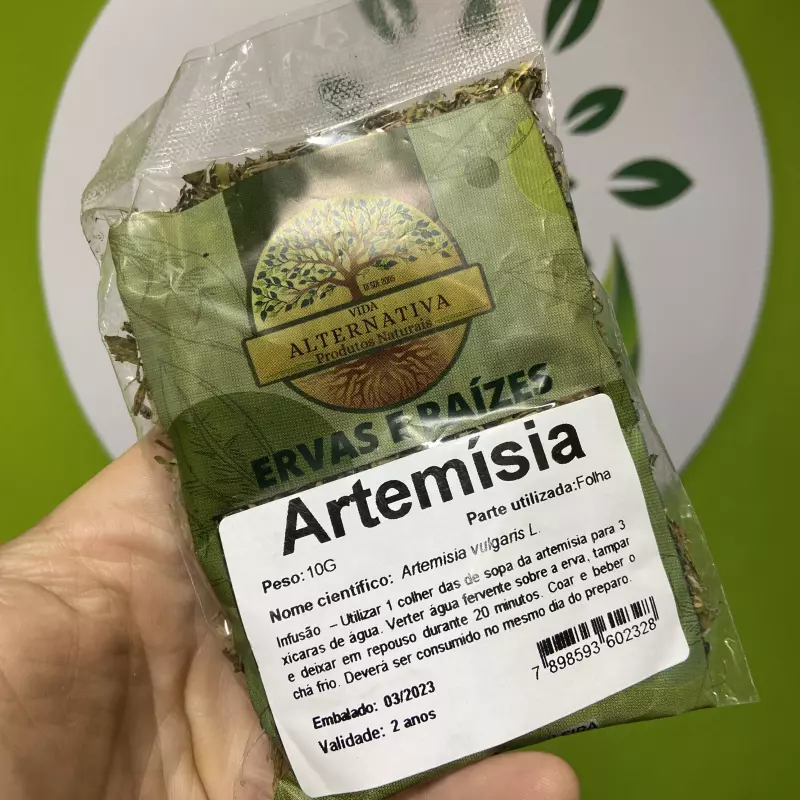 DESDE 2005
VIDA
ALTERNATIVA
Produtos Naturais
ERVAS E RAÍZES
Artemísia
Parte utilizada:Folha
Peso:10G
Nome científico: Artemisia vulgaris L.
Infusão – Utilizar 1 colher das de sopa da artemísia para 3
xícaras de água. Verter água fervente sobre a erva, tampar
e deixar em repouso durante 20 minutos. Coar e beber o
chá frio. Deverá ser consumido no mesmo dia do preparo.
7 898593 602328
Embalado: 03/2023
Validade: 2 anos